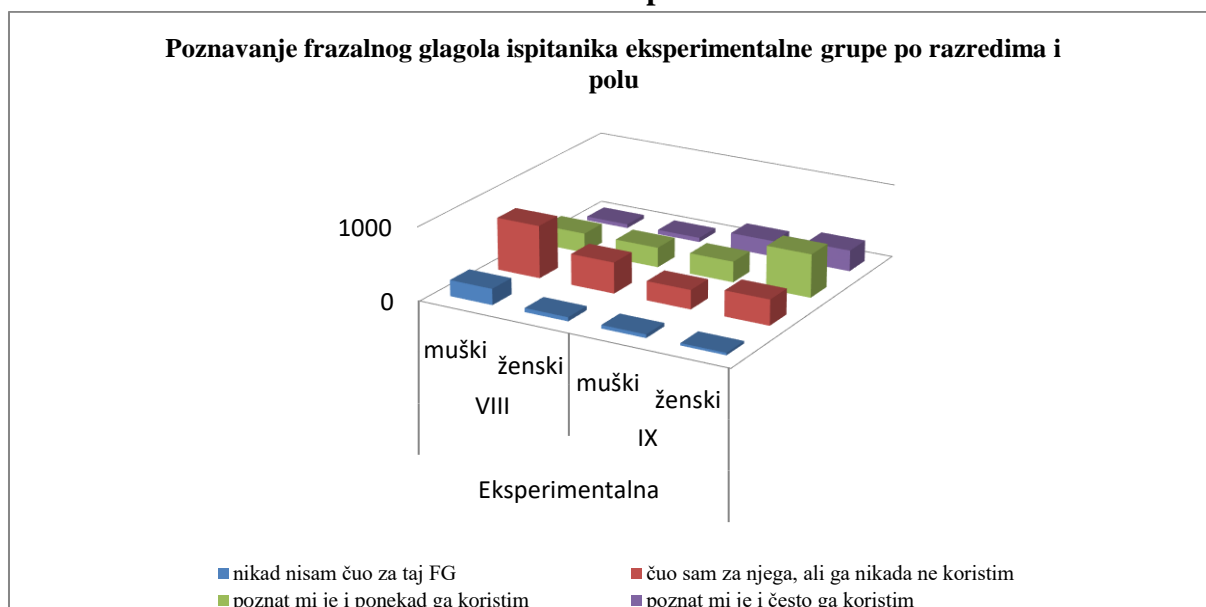 Poznavanje frazalnog glagola ispitanika eksperimentalne grupe po razredima i
polu
1000
0
muški
ženski
muški
ženski
VIII
IX
Eksperimentalna
nikad nisam čuo za taj FG
čuo sam za njega, ali ga nikada ne koristim
poznat mi je i ponekad ga koristim
poznat mi je i često ga koristim